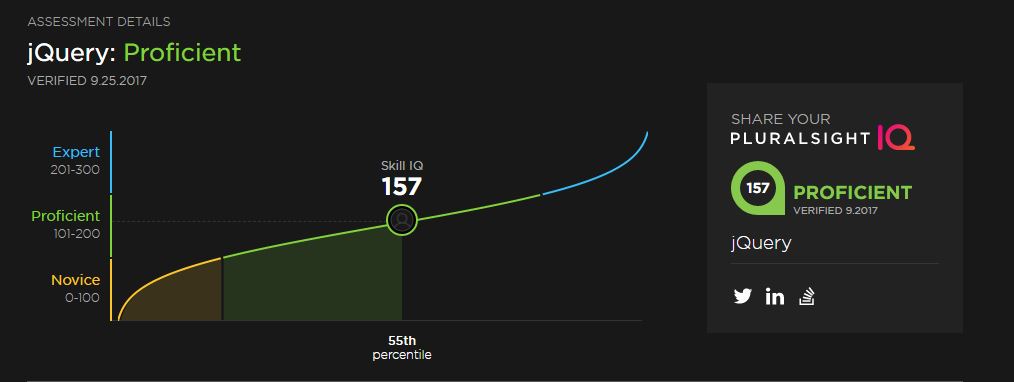 ASSESSMENT DETAILS
jQuery: Proficient
VERIFIED 9.25.2017
Expert
201-300
Proficient
101-200
Novice
0-100
Skill IQ
157
55th
percentile
SHARE YOUR
PLURALSIGHT IQ
157
PROFICIENT
VERIFIED 9.2017
jQuery